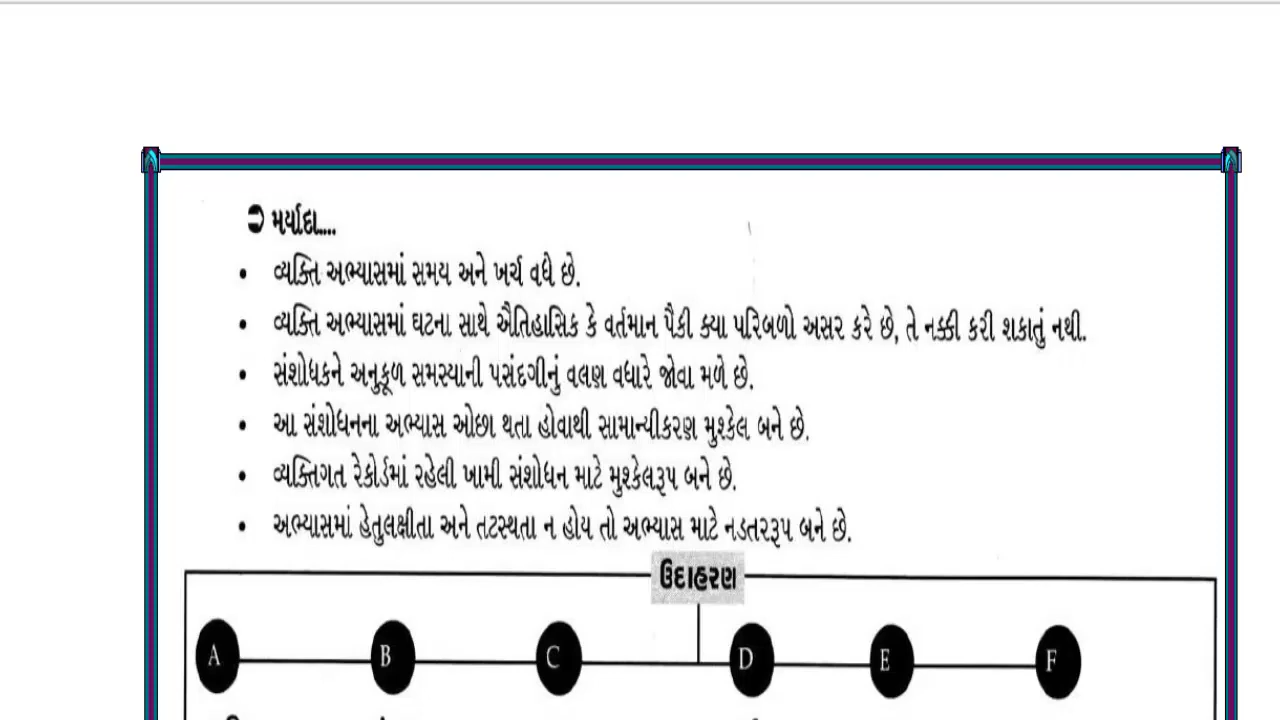 ➲ મર્યાદા....
• વ્યક્તિ અભ્યાસમાં સમય અને ખર્ચ વધે છે.
• વ્યક્તિ અભ્યાસમાં ઘટના સાથે ઐતિહાસિક કે વર્તમાન પૈકી ક્યા પરિબળો અસર કરે છે, તે નક્કી કરી શકાતું નથી.
• સંશોધકને અનુકૂળ સમસ્યાની પસંદગીનું વલણ વધારે જોવા મળે છે.
• આ સંશોધનના અભ્યાસ ઓછા થતા હોવાથી સામાન્યીકરણ મુશ્કેલ બને છે.
• વ્યક્તિગત રેકોર્ડમાં રહેલી ખામી સંશોધન માટે મુશ્કેલરૂપ બને છે.
• અભ્યાસમાં હેતુલક્ષીતા અને તટસ્થતા ન હોય તો અભ્યાસ માટે નડતરરૂપ બને છે.
ઉદાહરણ
A B C D E F